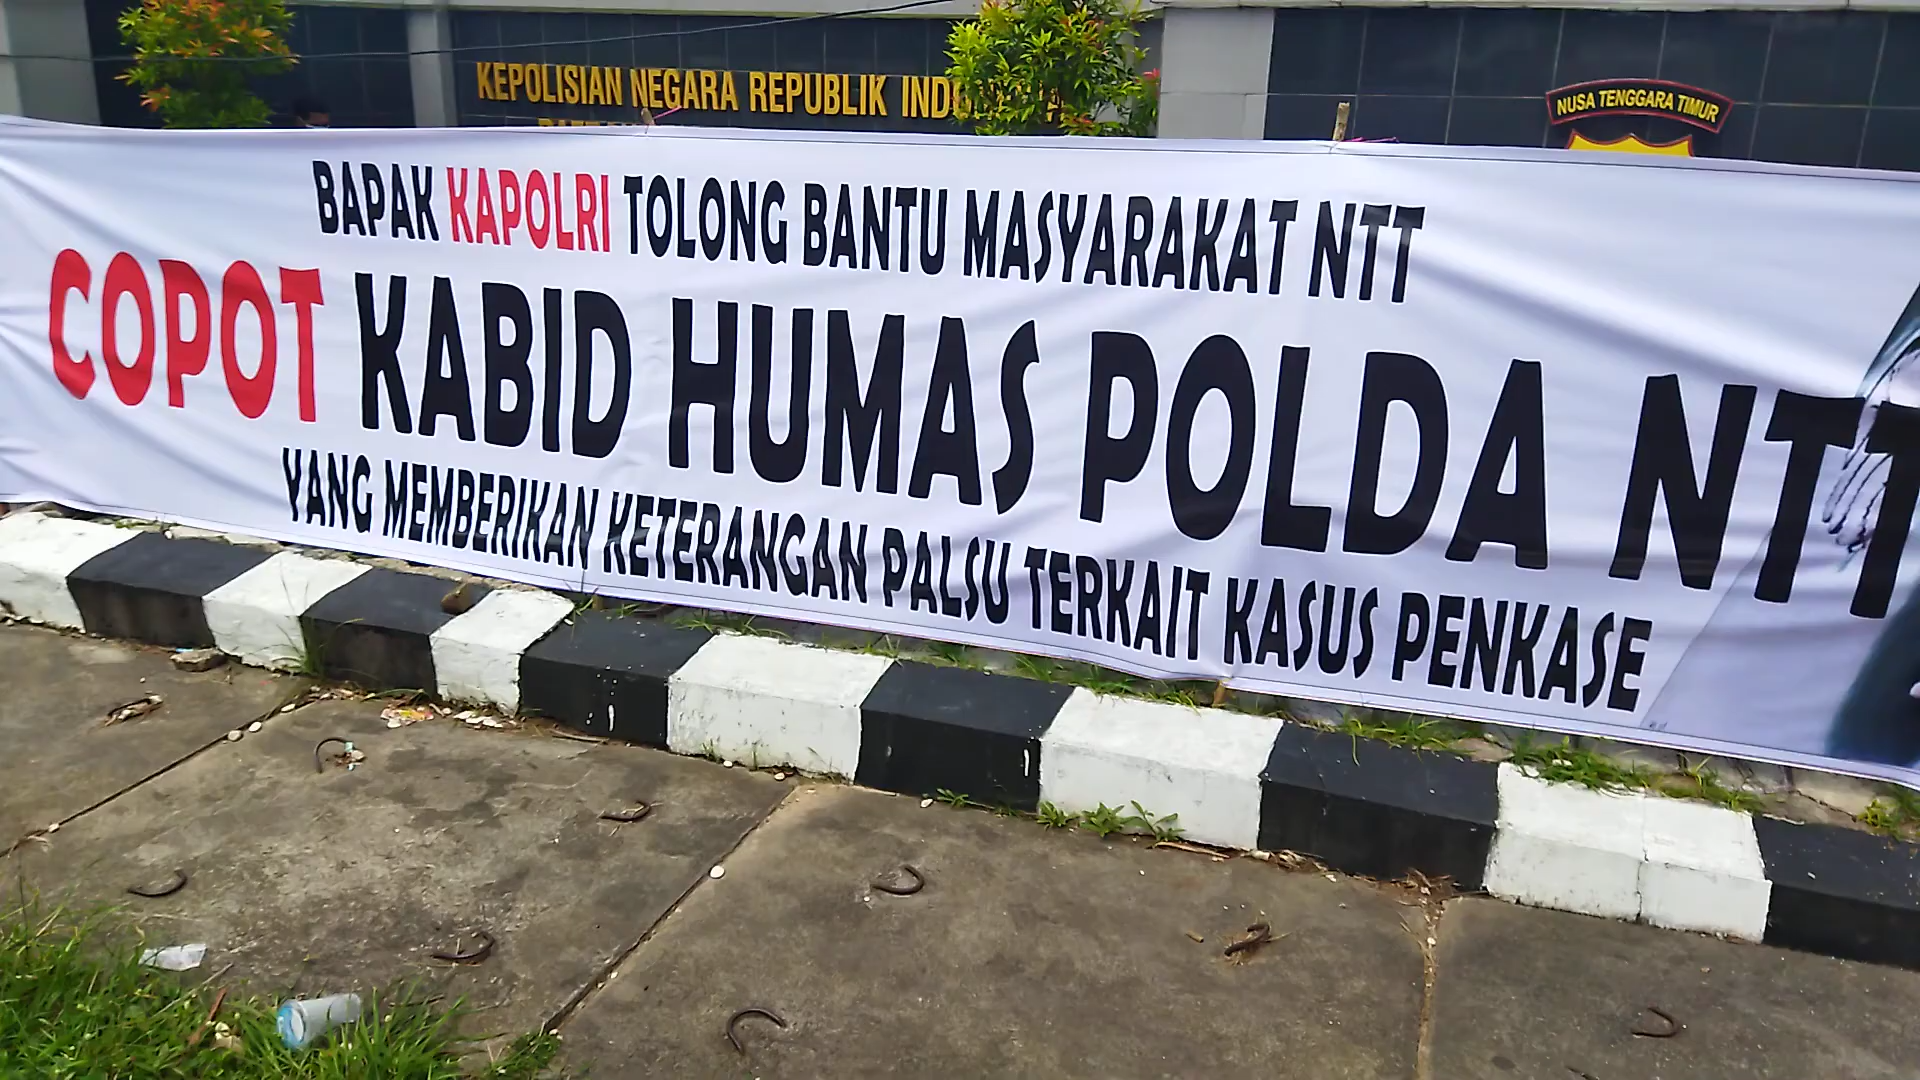 KEPOLISIAN NEGARA REPUBLIK
NUSA TENGGARA TIMUR
BAPAK KAPOLRI TOLONG BANTU MASYARAKAT NTT
COPOT KABID HUMAS POLDA NTT
YANG MEMBERIKAN KETERANGAN PALSU TERKAIT KASUS PENKASE